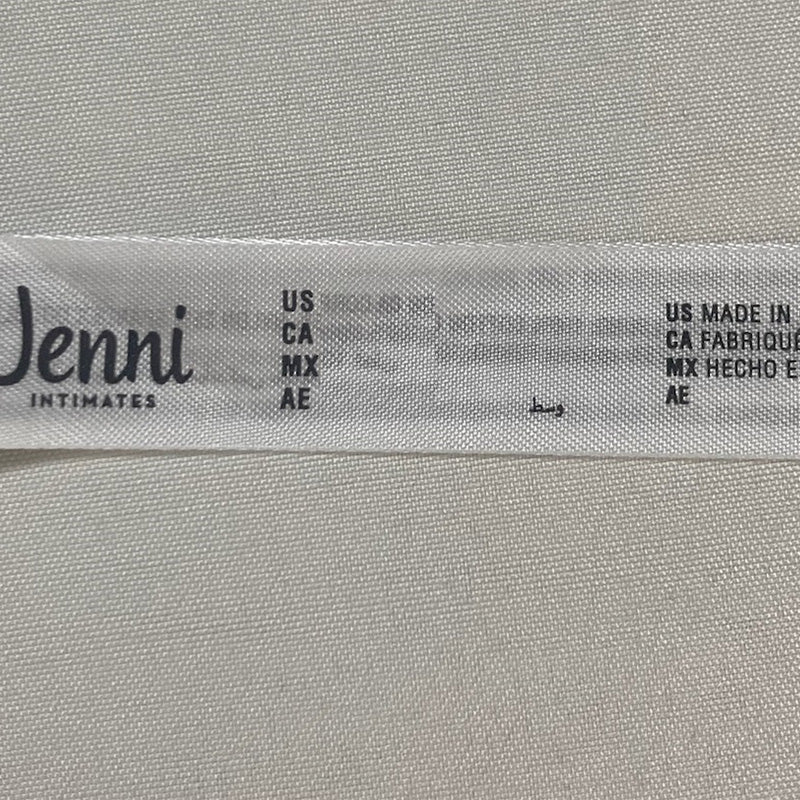 Jenni
INTIMATES
US
CA
MX
AE وسط
US MADE IN
CA FABRIQUE
MX HECHO E
AE